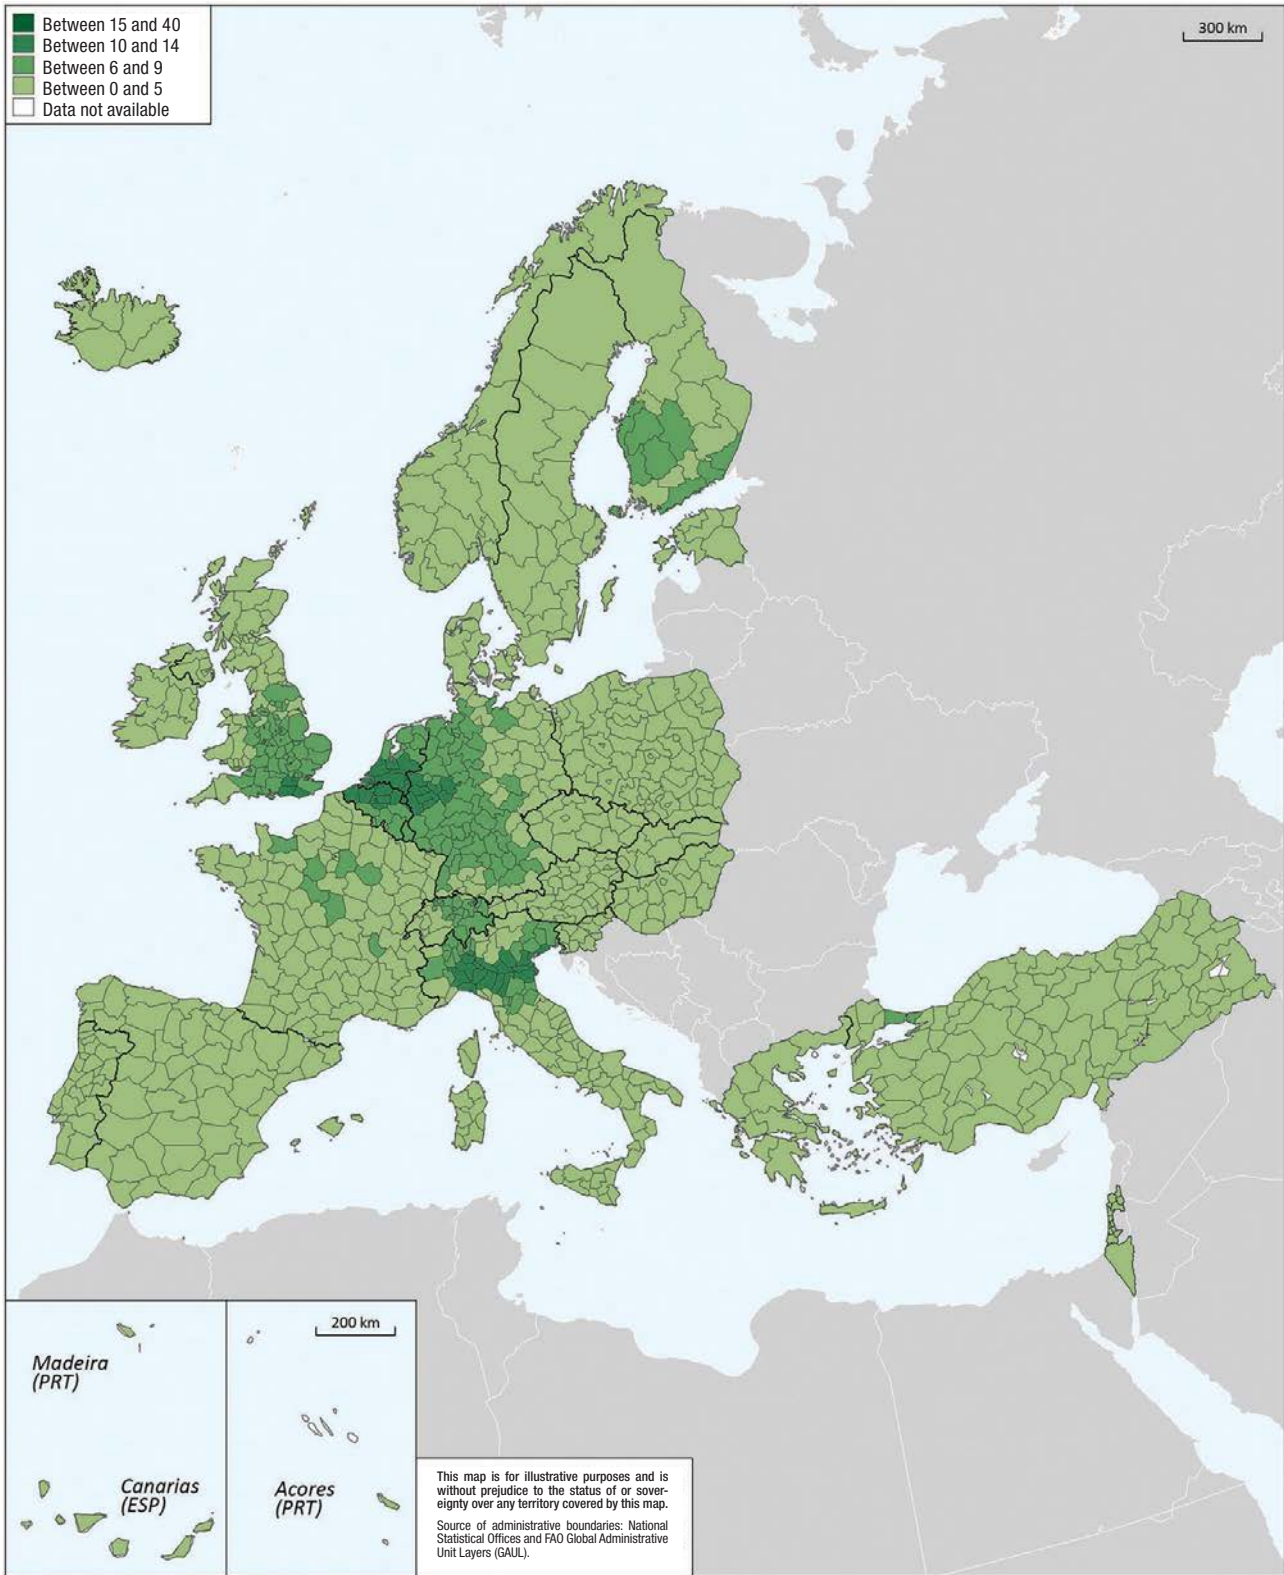 Between 15 and 40
Between 10 and 14
Between 6 and 9
Between 0 and 5
Data not available
300 km
200 km
Madeira
(PRT)
Canarias
(ESP)
Acores
(PRT)
This map is for illustrative purposes and is
without prejudice to the status of or sover-
eignty over any territory covered by this map.
Source of administrative boundaries: National
Statistical Offices and FAO Global Administrative
Unit Layers (GAUL).